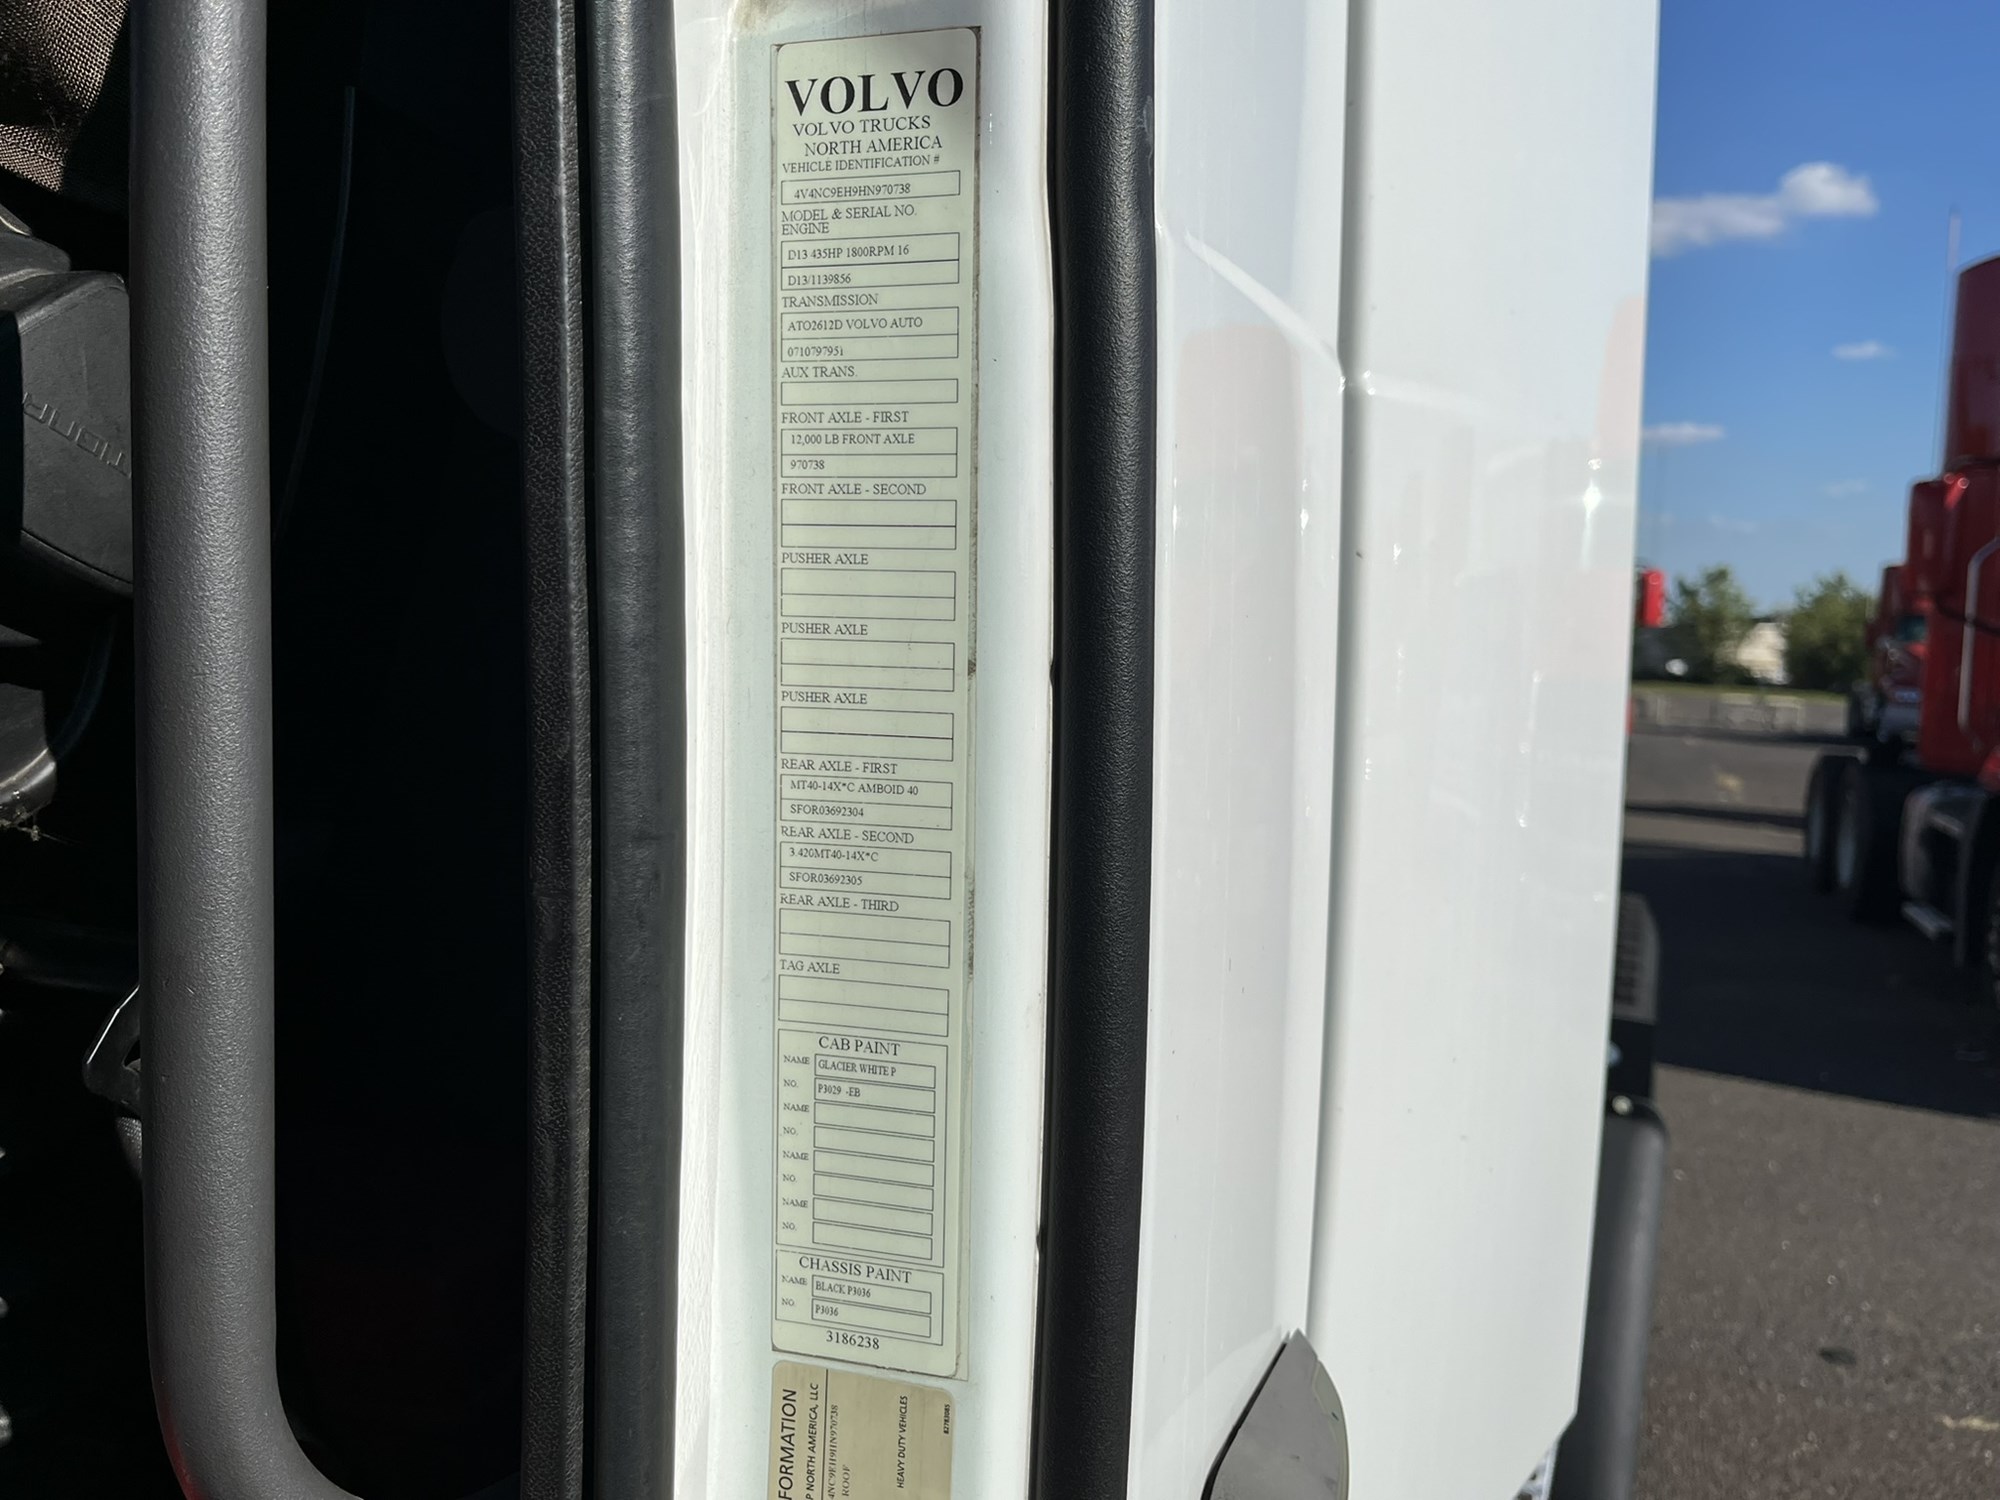 VOLVO
VOLVO TRUCKS
NORTH AMERICA
VEHICLE IDENTIFICATION #
4V4NC9EH9HN970738
MODEL & SERIAL NO.
ENGINE
D13 435HP 1800RPM 16
D13/1139856
TRANSMISSION
ATO2612D VOLVO AUTO
0710797951
AUX TRANS.
FRONT AXLE - FIRST
12,000 LB FRONT AXLE
970738
FRONT AXLE - SECOND
PUSHER AXLE
PUSHER AXLE
PUSHER AXLE
REAR AXLE - FIRST
MT40-14X*C AMBOID 40
SFOR03692304
REAR AXLE - SECOND
3.420MT40-14X*C
SFOR03692305
REAR AXLE - THIRD
TAG AXLE
CAB PAINT
NAME GLACIER WHITE P
NO. P3029 -EB
NAME
NO.
NAME
NO.
NAME
NO.
CHASSIS PAINT
NAME BLACK P3036
NO. P3036
3186238
FORMATION
P NORTH AMERICA, LLC
4NC9EH9HN970738
ROOF
HEAVY DUTY VEHICLES
82783085